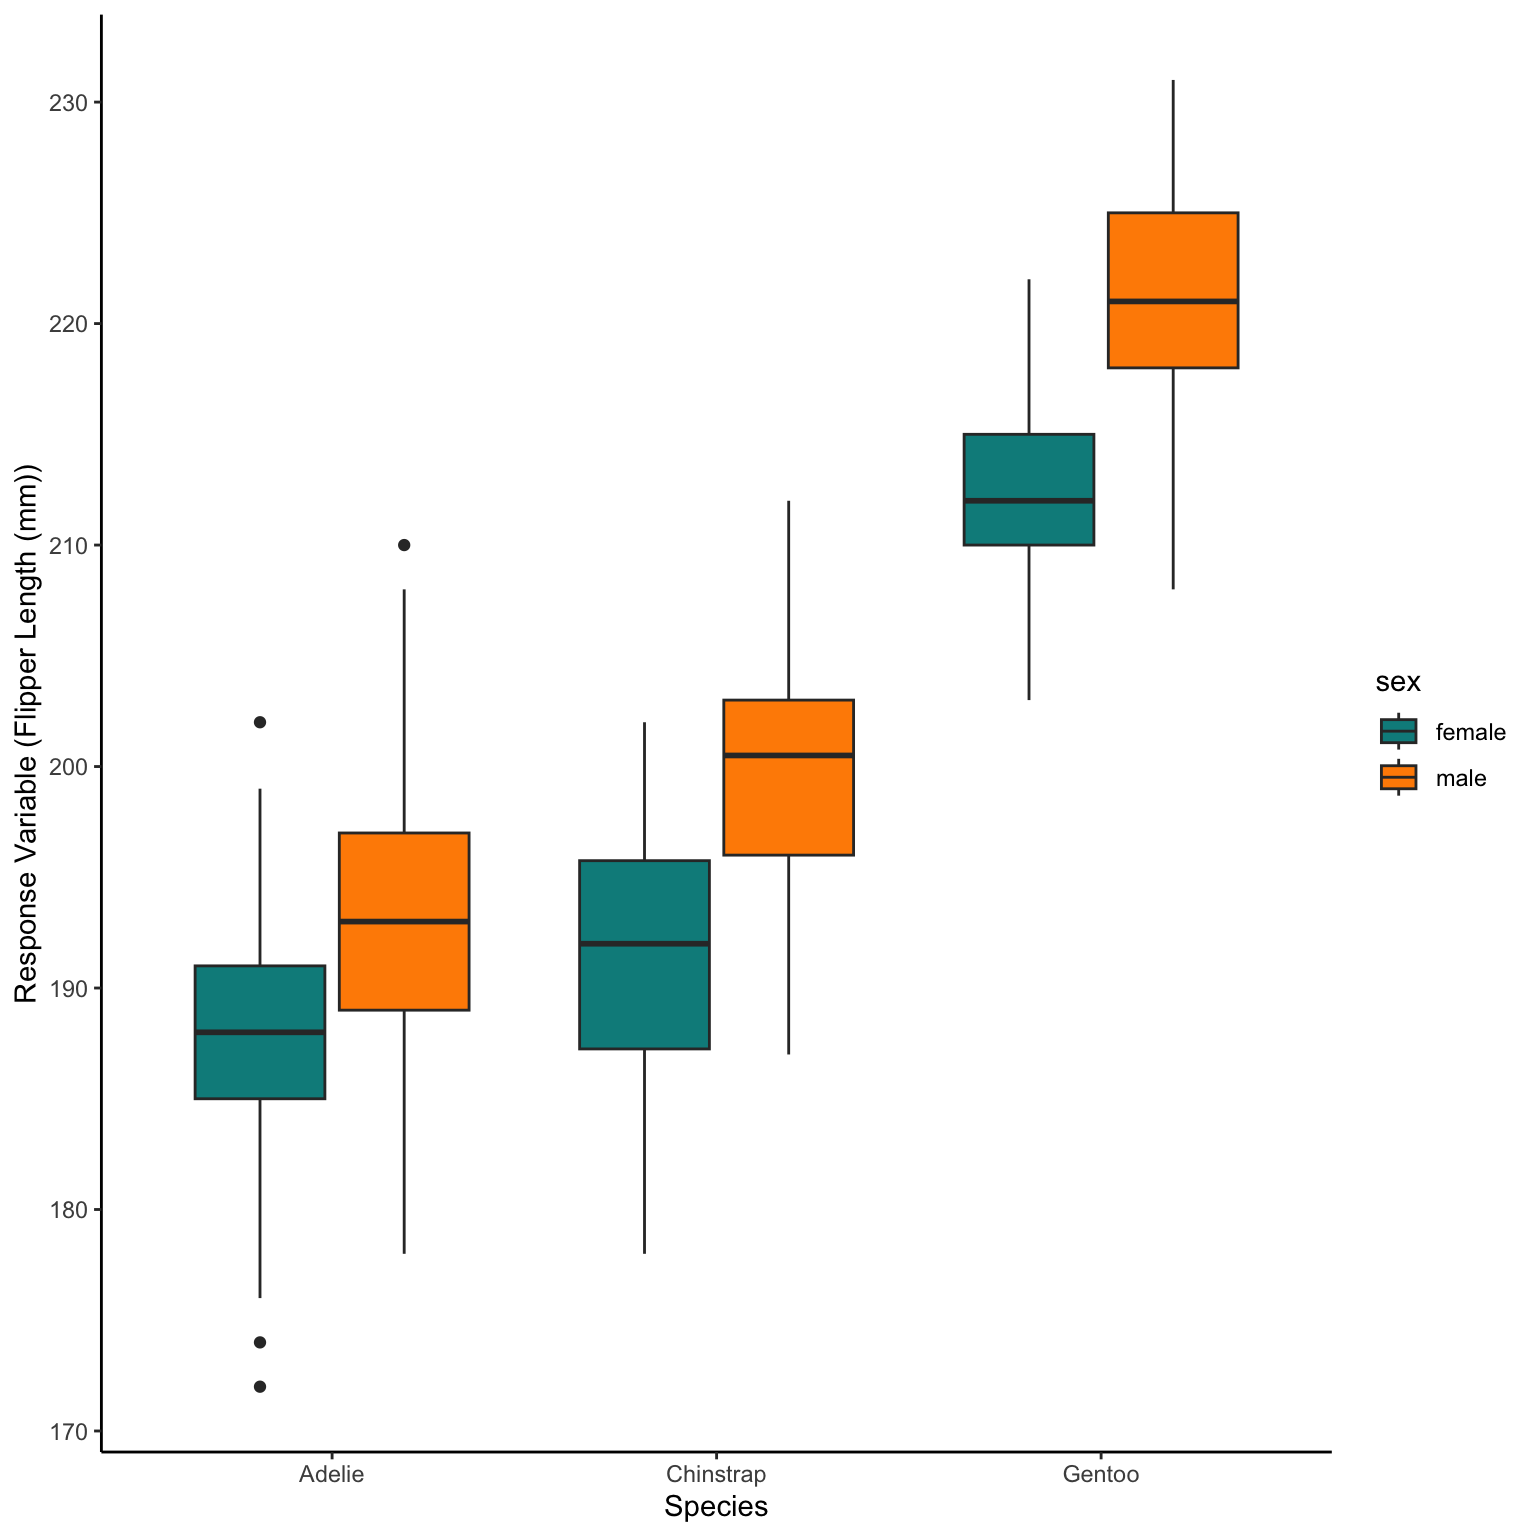 Response Variable (Flipper Length (mm))
230
220
210
200
190
180
170
Adelie
Chinstrap
Gentoo
Species
sex
female
male